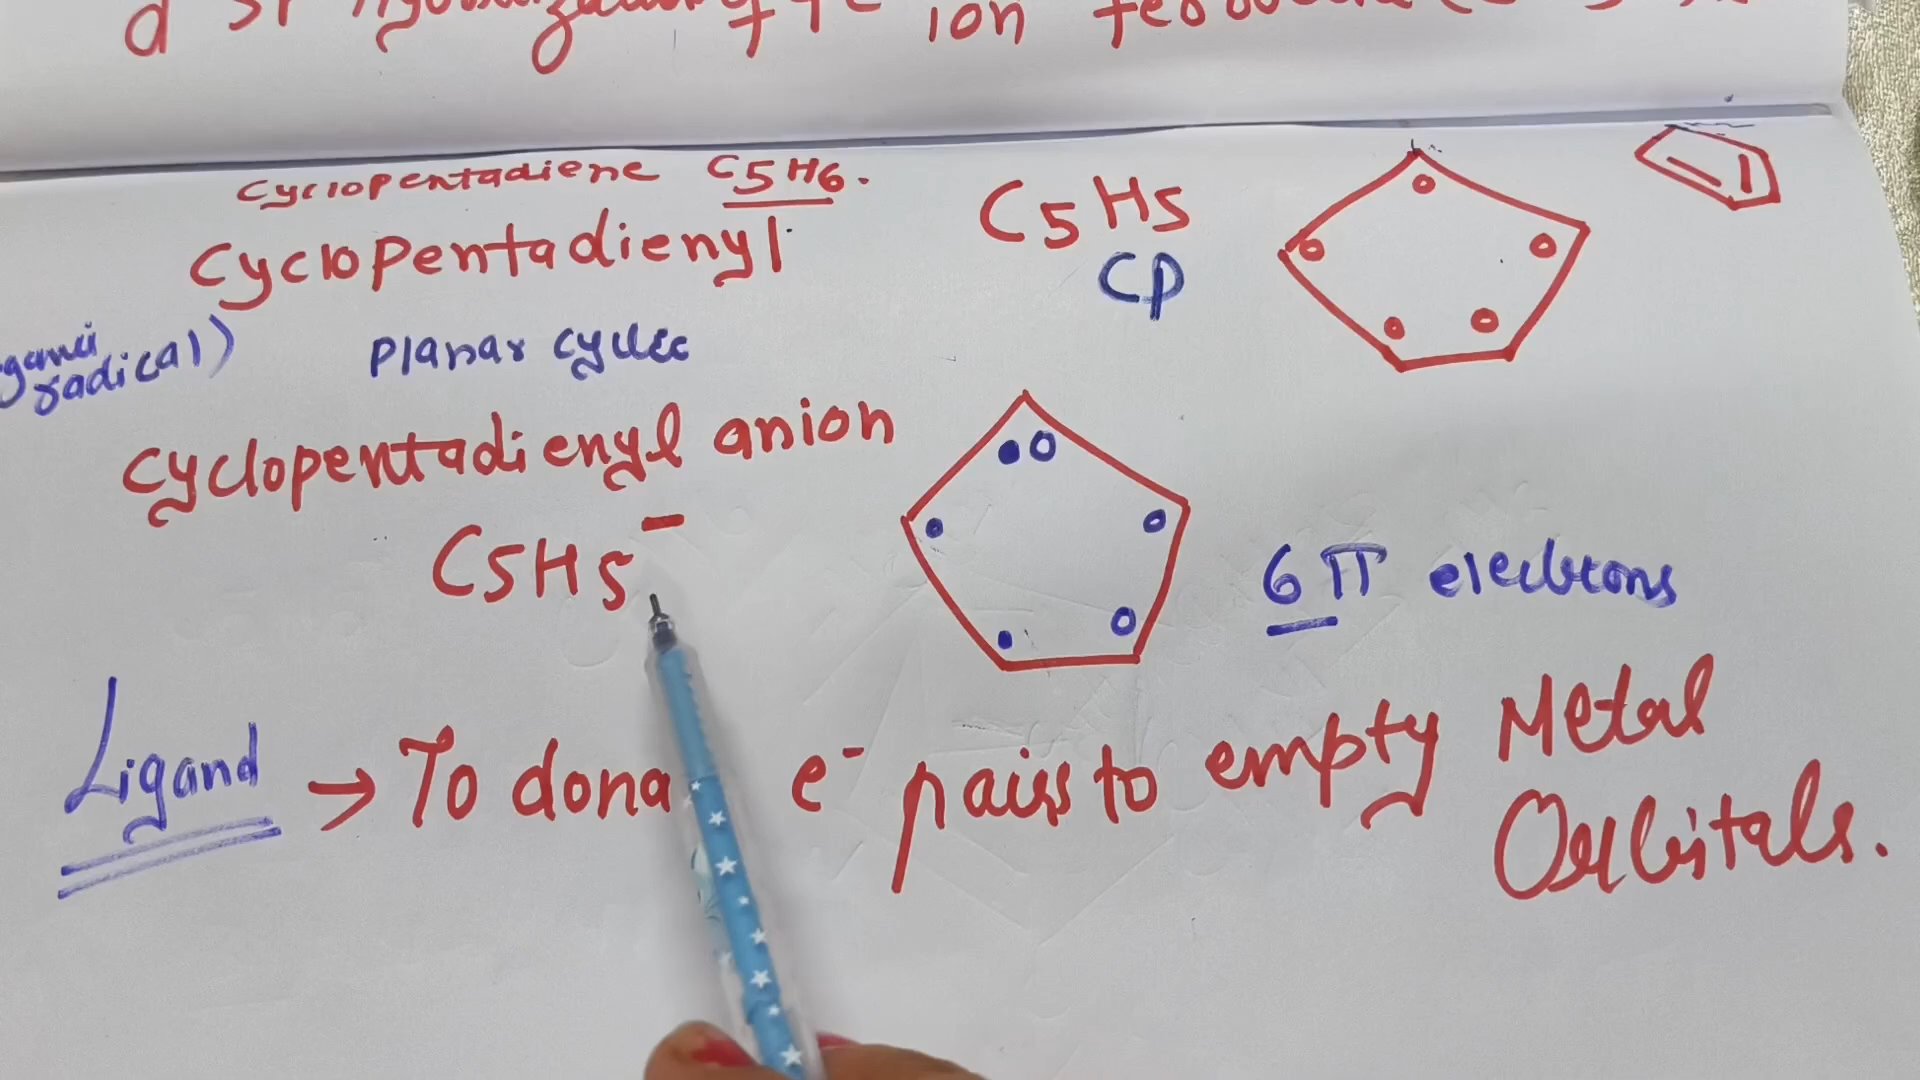 ion
Cyclopentadiene C5H6.
Cyclopentadienyl C5H5
CP
radical) Planar cyclic
Cyclopentadienyl anion
C5H5⁻
6 π electrons
Ligand → To dona e⁻ pairs to empty Metal
Orbitals.